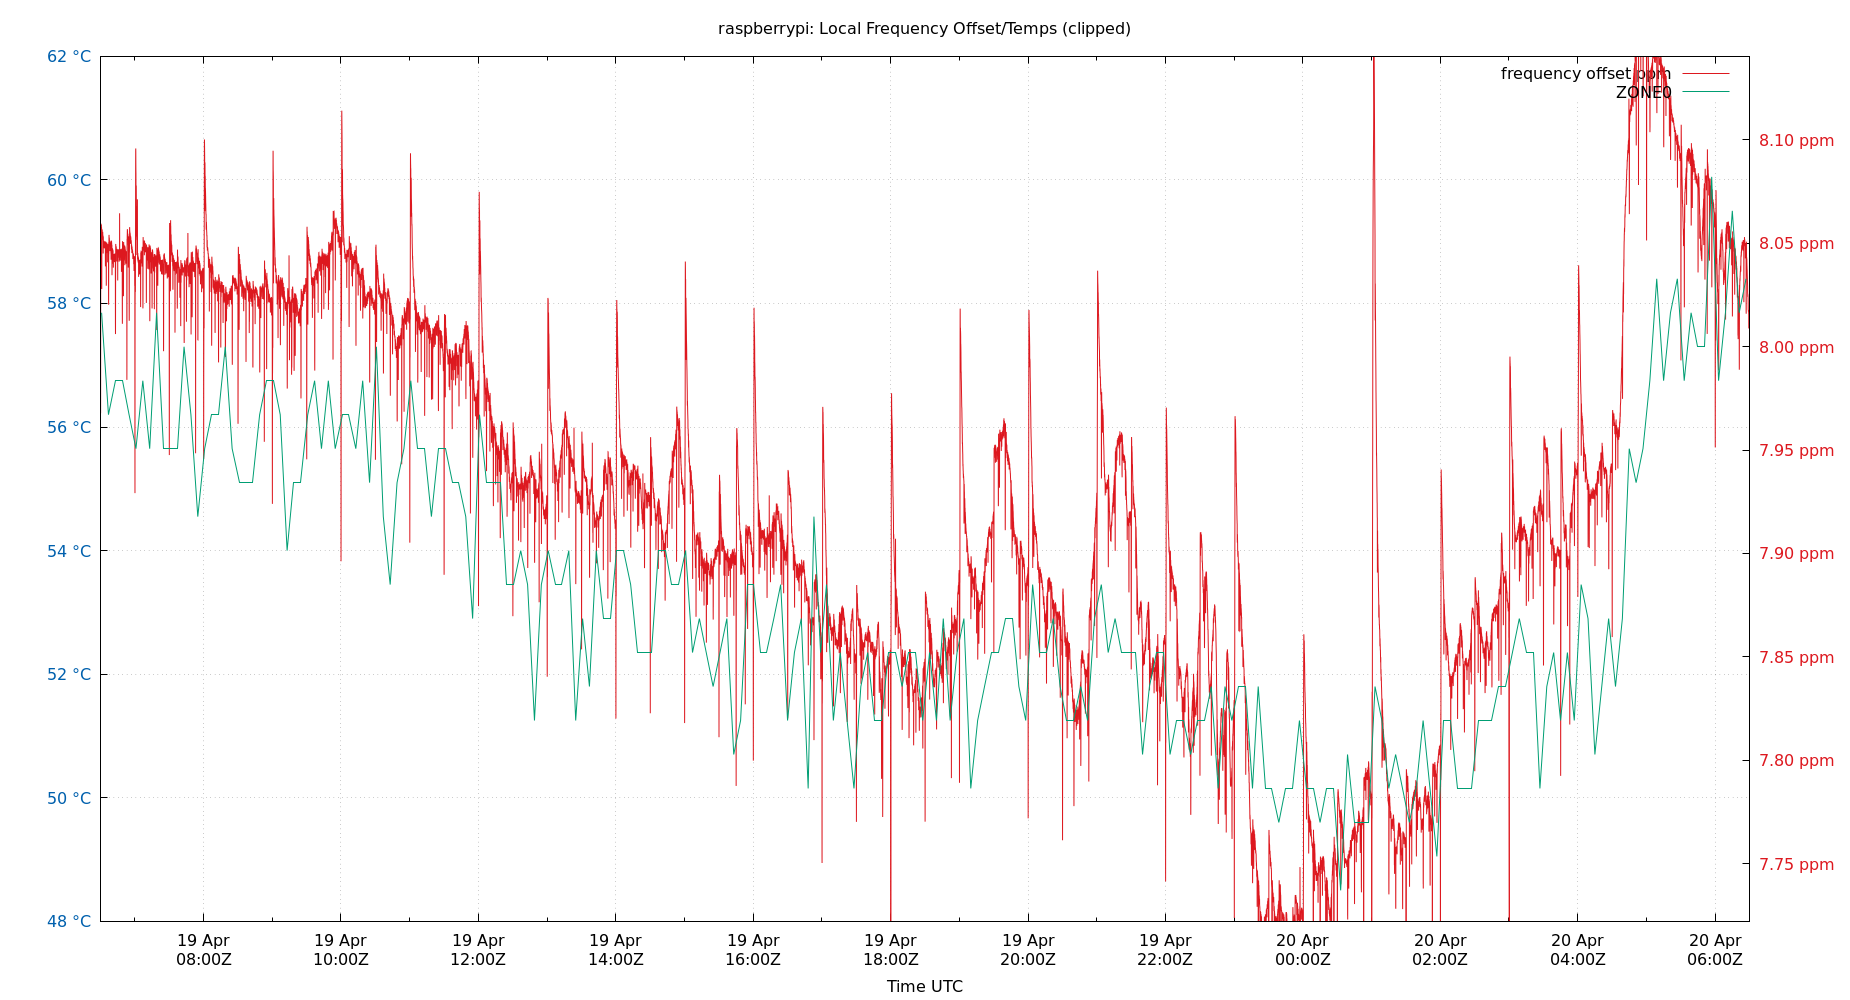 raspberrypi: Local Frequency Offset/Temps (clipped)
62 °C
60 °C
58 °C
56 °C
54 °C
52 °C
50 °C
48 °C
frequency offset ppm
ZONE0
8.10 ppm
8.05 ppm
8.00 ppm
7.95 ppm
7.90 ppm
7.85 ppm
7.80 ppm
7.75 ppm
19 Apr 19 Apr 19 Apr 19 Apr 19 Apr 19 Apr 19 Apr 19 Apr 20 Apr 20 Apr 20 Apr 20 Apr
08:00Z 10:00Z 12:00Z 14:00Z 16:00Z 18:00Z 20:00Z 22:00Z 00:00Z 02:00Z 04:00Z 06:00Z
Time UTC